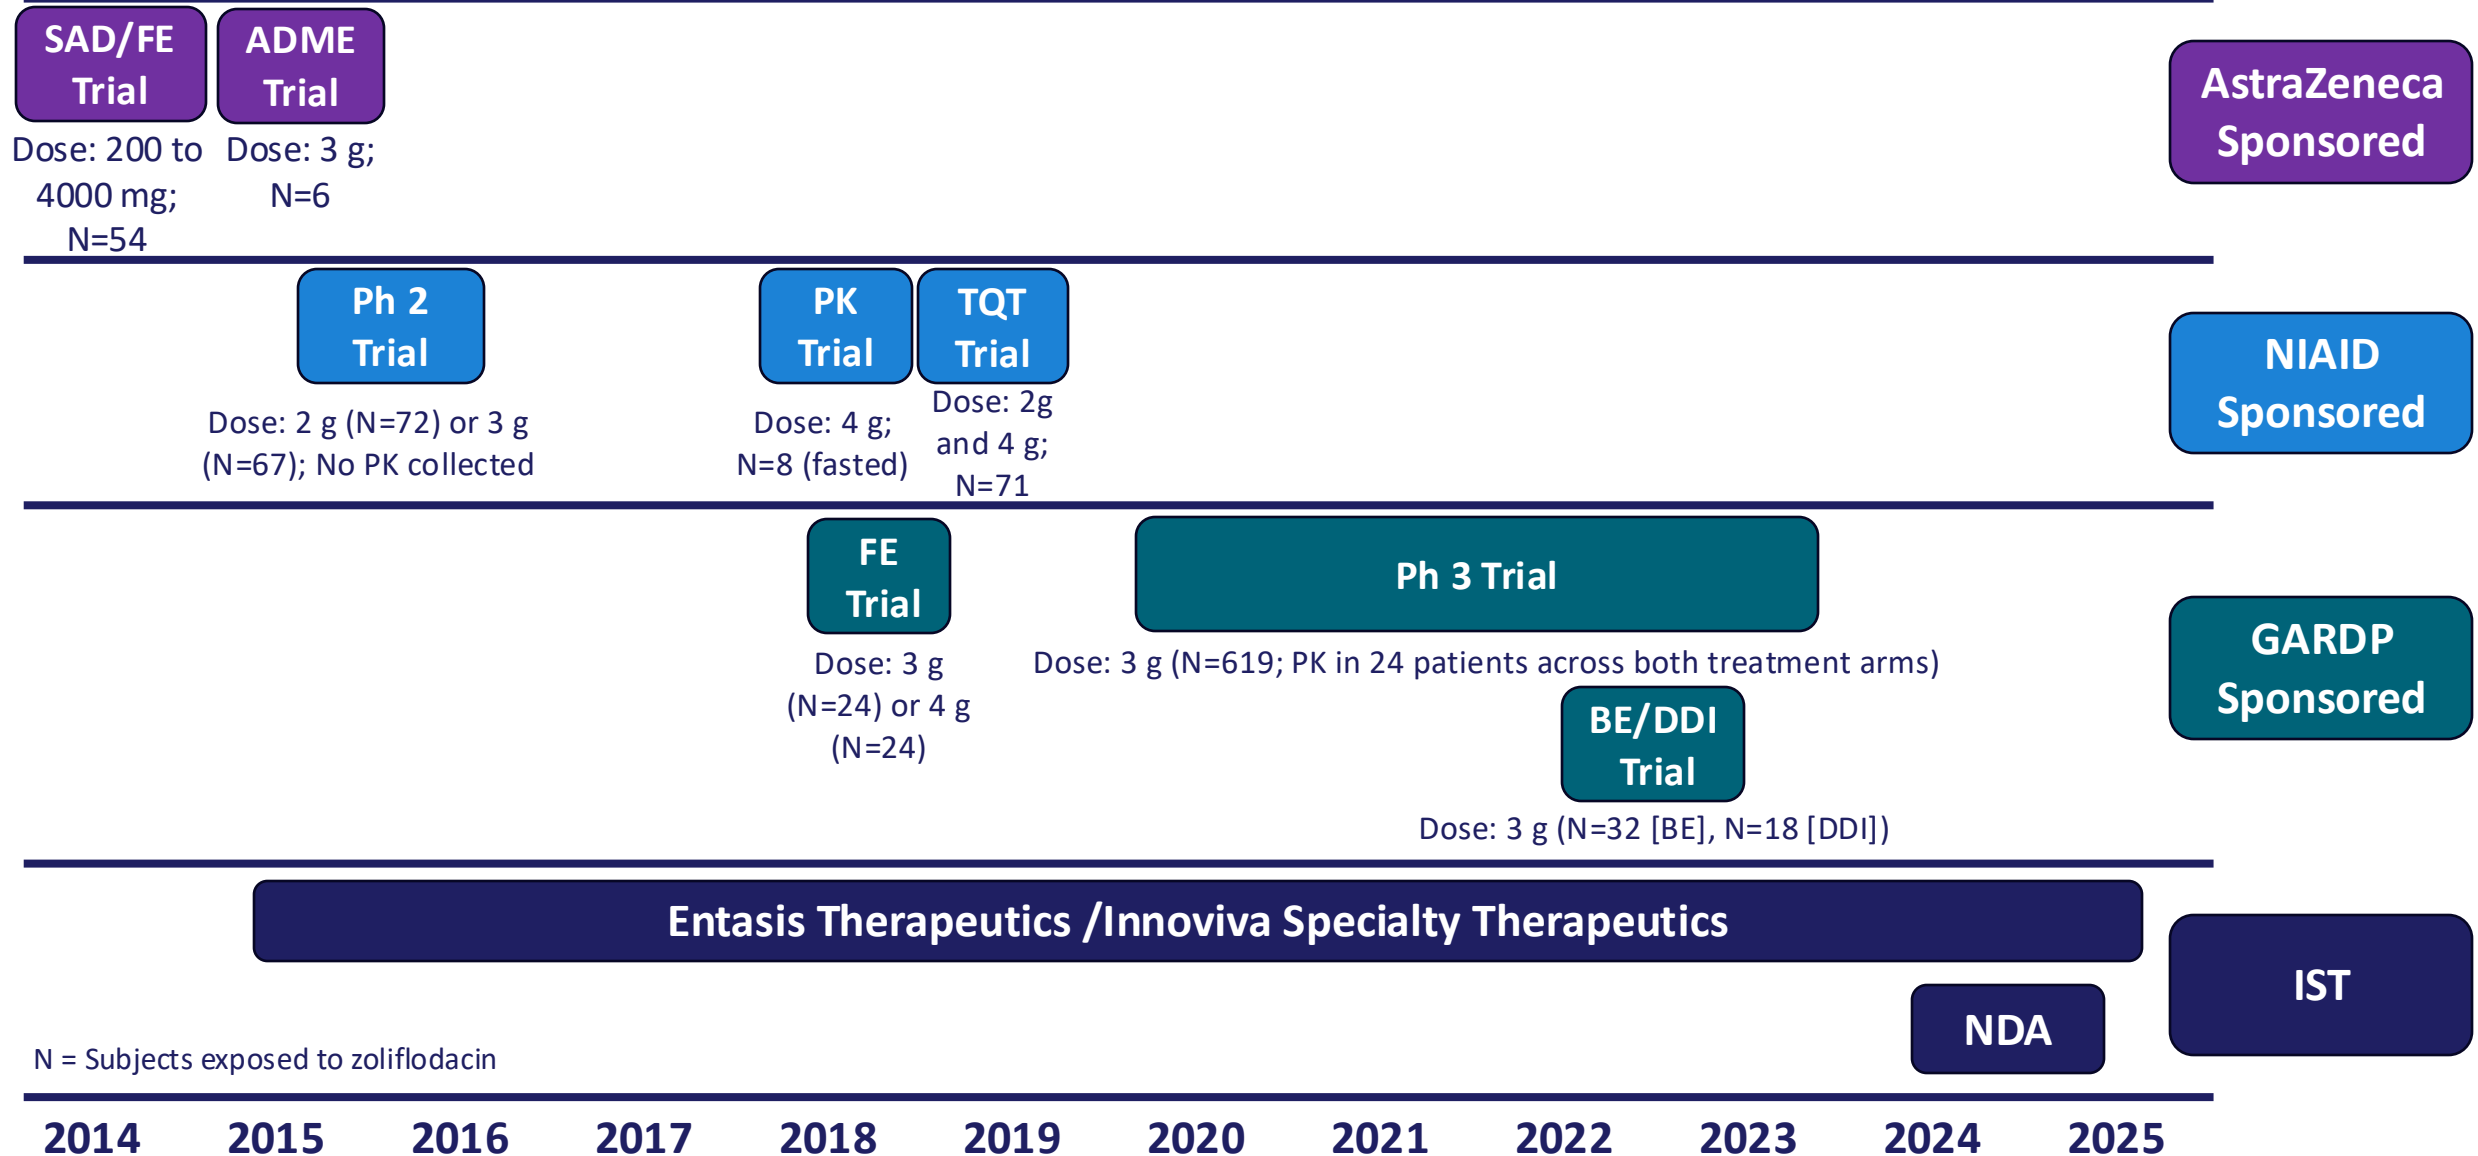 SAD/FE
Trial
ADME
Trial
Dose: 200 to
4000 mg;
N=54
Dose: 3 g;
N=6
AstraZeneca
Sponsored
Ph 2
Trial
Dose: 2 g (N=72) or 3 g
(N=67); No PK collected
PK
Trial
Dose: 4 g;
N=8 (fasted)
TQT
Trial
Dose: 2g
and 4 g;
N=71
NIAID
Sponsored
FE
Trial
Dose: 3 g
(N=24) or 4 g
(N=24)
Ph 3 Trial
Dose: 3 g (N=619; PK in 24 patients across both treatment arms)
BE/DDI
Trial
Dose: 3 g (N=32 [BE], N=18 [DDI])
GARDP
Sponsored
Entasis Therapeutics /Innoviva Specialty Therapeutics
NDA
IST
N = Subjects exposed to zoliflodacin
2014 2015 2016 2017 2018 2019 2020 2021 2022 2023 2024 2025